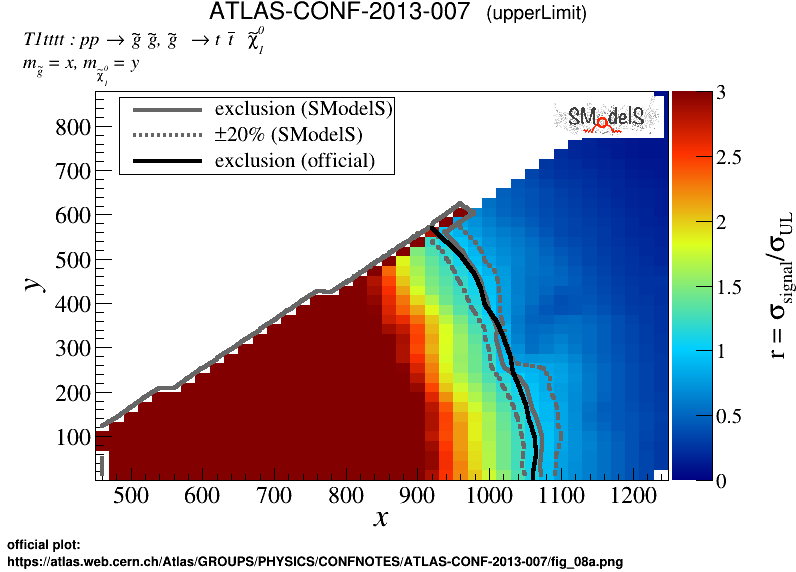 ATLAS-CONF-2013-007 (upperLimit)
T1tttt : pp → g̃ g̃, g̃ → t t̄ χ̃₁⁰
m_g̃ = x, m_χ̃₁⁰ = y
exclusion (SModelS)
±20% (SModelS)
exclusion (official)
SModelS
800
700
600
500
400
300
200
100
y
500 600 700 800 900 1000 1100 1200
x
3
2.5
2
1.5
1
0.5
0
r = σ_signal/σ_UL
official plot:
https://atlas.web.cern.ch/Atlas/GROUPS/PHYSICS/CONFNOTES/ATLAS-CONF-2013-007/fig_08a.png